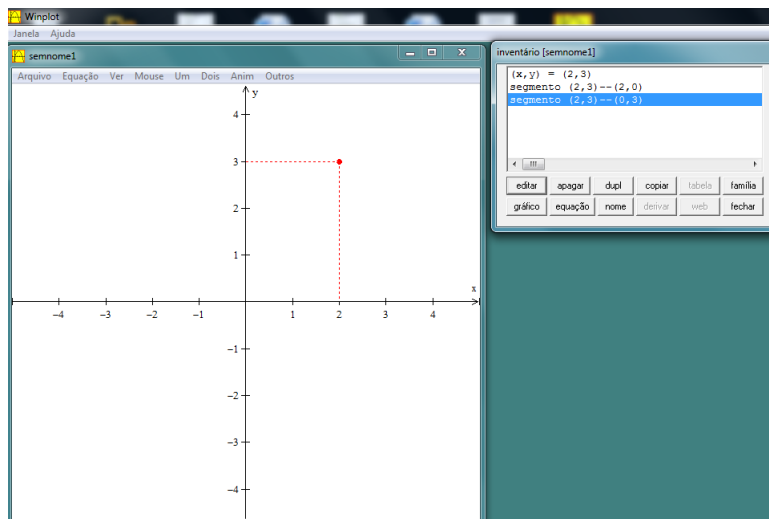 Winplot
Janela Ajuda
semnome1
Arquivo Equação Ver Mouse Um Dois Anim Outros
y
4
3
2
1
x
−4 −3 −2 −1 1 2 3 4
−1
−2
−3
−4
inventário [semnome1]
(x,y) = (2,3)
segmento (2,3)--(2,0)
segmento (2,3)--(0,3)
editar apagar dupl copiar tabela família
gráfico equação nome derivar web fechar